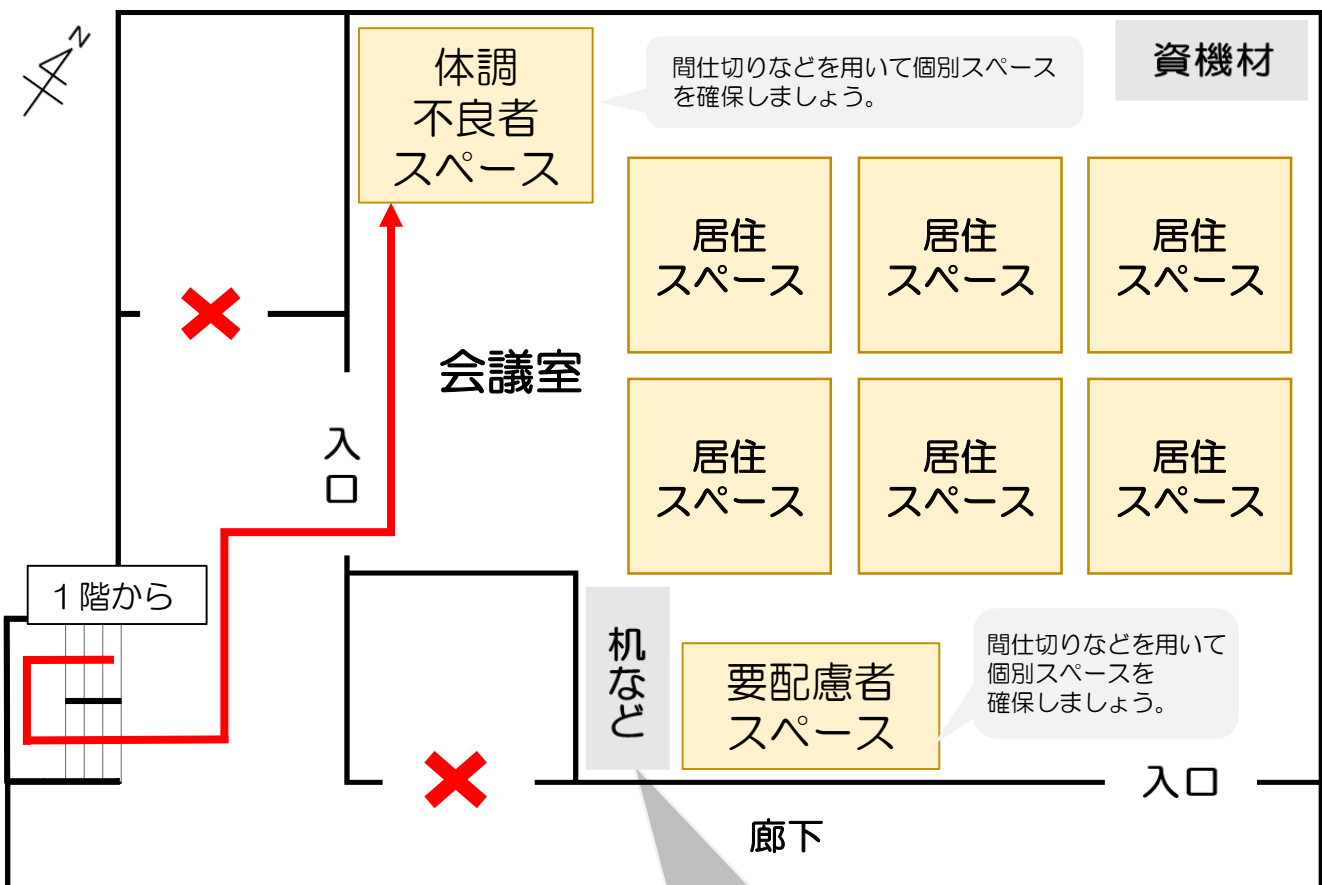 N
体調
不良者
スペース
間仕切りなどを用いて個別スペース
を確保しましょう。
資機材
居住
スペース
居住
スペース
居住
スペース
会議室
入口
居住
スペース
居住
スペース
居住
スペース
１階から
机など
要配慮者
スペース
間仕切りなどを用いて
個別スペースを
確保しましょう。
入口
廊下